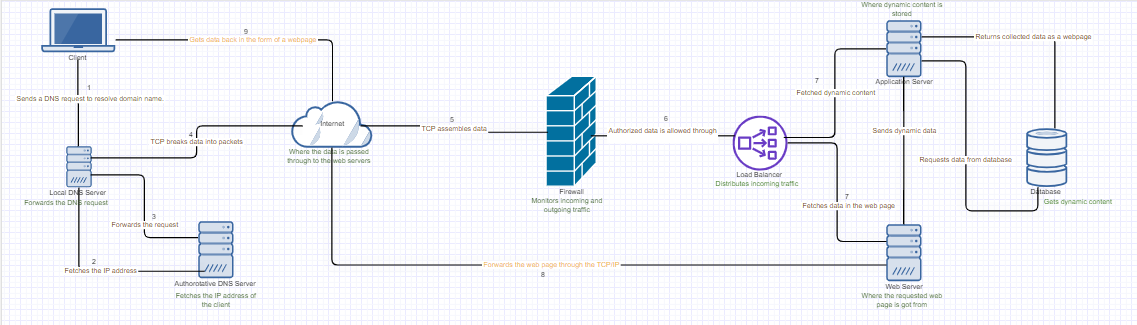 Where dynamic content is
stored
9
Gets data back in the form of a webpage
Returns collected data as a webpage
Client
7
Application Server
1
Fetched dynamic content
Sends a DNS request to resolve domain name.
6
5
Internet
TCP assembles data
Authorized data is allowed through
Sends dynamic data
4
TCP breaks data into packets
Where the data is passed
through to the web servers
Requests data from database
Load Balancer
Distributes incoming traffic
Local DNS Server
Forwards the DNS request
Firewall
Monitors incoming and
outgoing traffic
7
Fetches data in the web page
Database
Gets dynamic content
3
Forwards the request
2
Fetches the IP address
Forwards the web page through the TCP/IP
8
Authorotative DNS Server
Fetches the IP address of
the client
Web Server
Where the requested web
page is got from